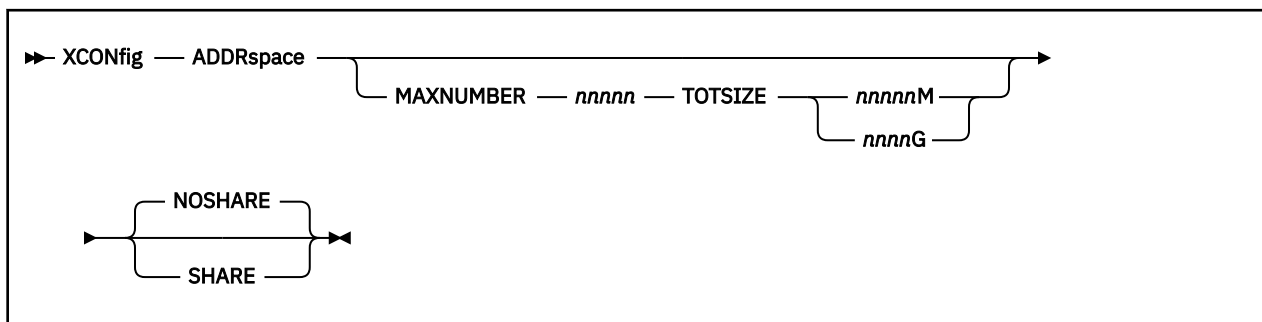 XCONfig ADDRspace
MAXNUMBER nnnnn TOTSIZE nnnnnM
nnnnG
NOSHARE
SHARE